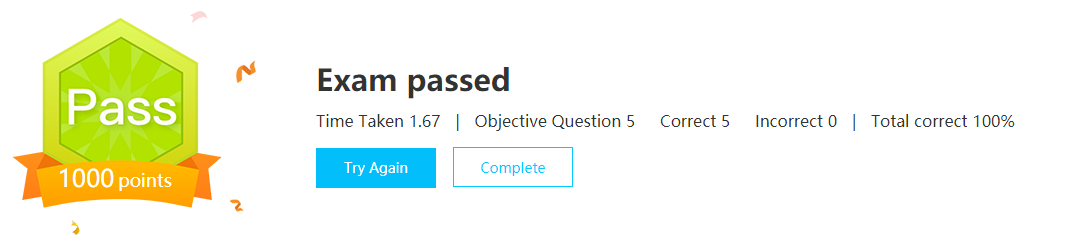 Pass
1000 points
Exam passed
Time Taken 1.67 | Objective Question 5 Correct 5 Incorrect 0 | Total correct 100%
Try Again
Complete